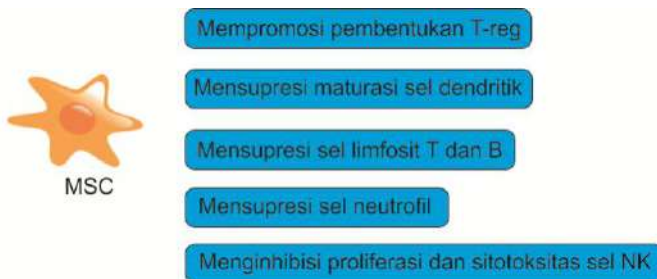 Mempromosi pembentukan T-reg
Mensupresi maturasi sel dendritik
Mensupresi sel limfosit T dan B
MSC
Mensupresi sel neutrofil
Menginhibisi proliferasi dan sitotoksitas sel NK